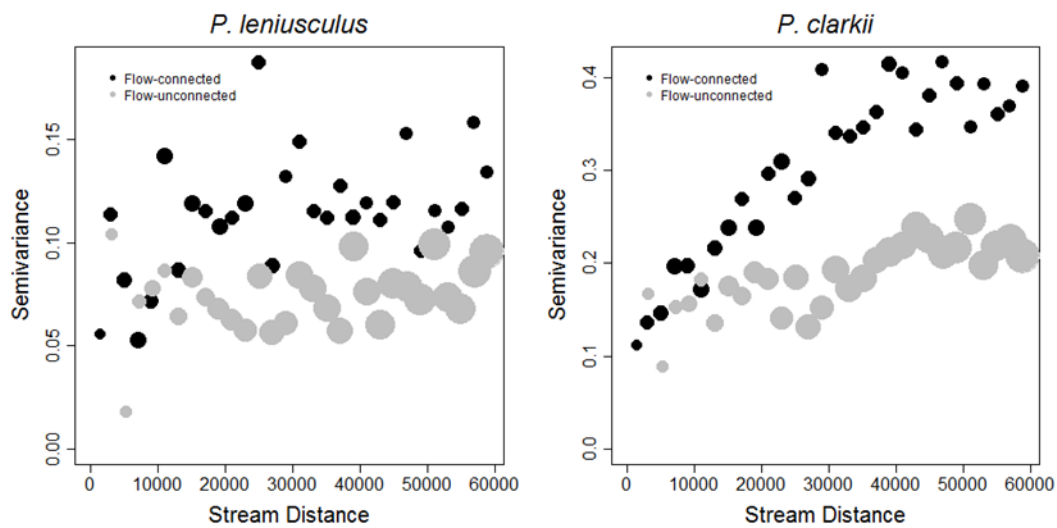 P. leniusculus
Flow-connected
Flow-unconnected
Semivariance
0.00
0.05
0.10
0.15
0 10000 20000 30000 40000 50000 60000
Stream Distance
P. clarkii
Flow-connected
Flow-unconnected
Semivariance
0.0
0.1
0.2
0.3
0.4
0 10000 20000 30000 40000 50000 60000
Stream Distance